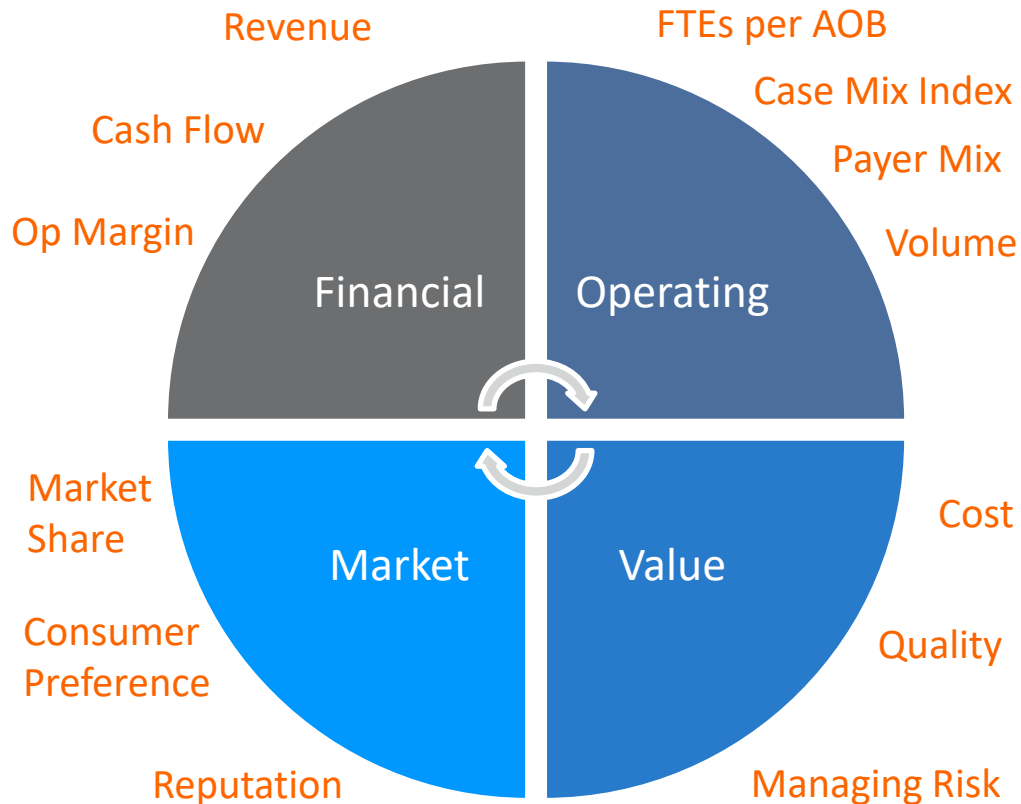 Revenue
Cash Flow
Op Margin
Financial
FTEs per AOB
Case Mix Index
Payer Mix
Volume
Operating
Market
Share
Consumer
Preference
Reputation
Market
Value
Cost
Quality
Managing Risk